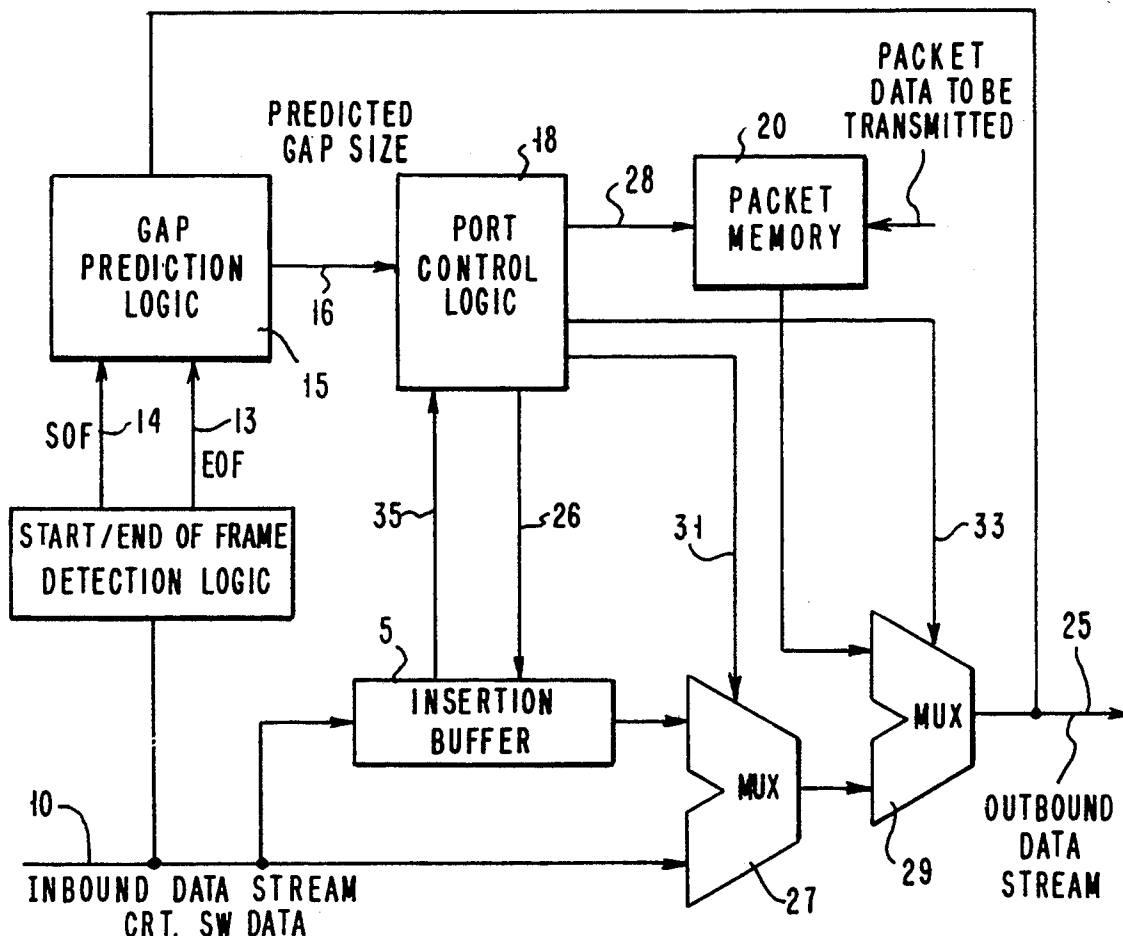 PACKET
DATA TO BE
TRANSMITTED
PREDICTED
GAP SIZE
18
20
28
GAP
PREDICTION
LOGIC
PORT
CONTROL
LOGIC
PACKET
MEMORY
16
15
SOF
14
13
EOF
START/END OF FRAME
DETECTION LOGIC
35
26
31
33
5
INSERTION
BUFFER
25
MUX
MUX
10
INBOUND DATA STREAM
CRT. SW DATA
27
29
OUTBOUND
DATA
STREAM